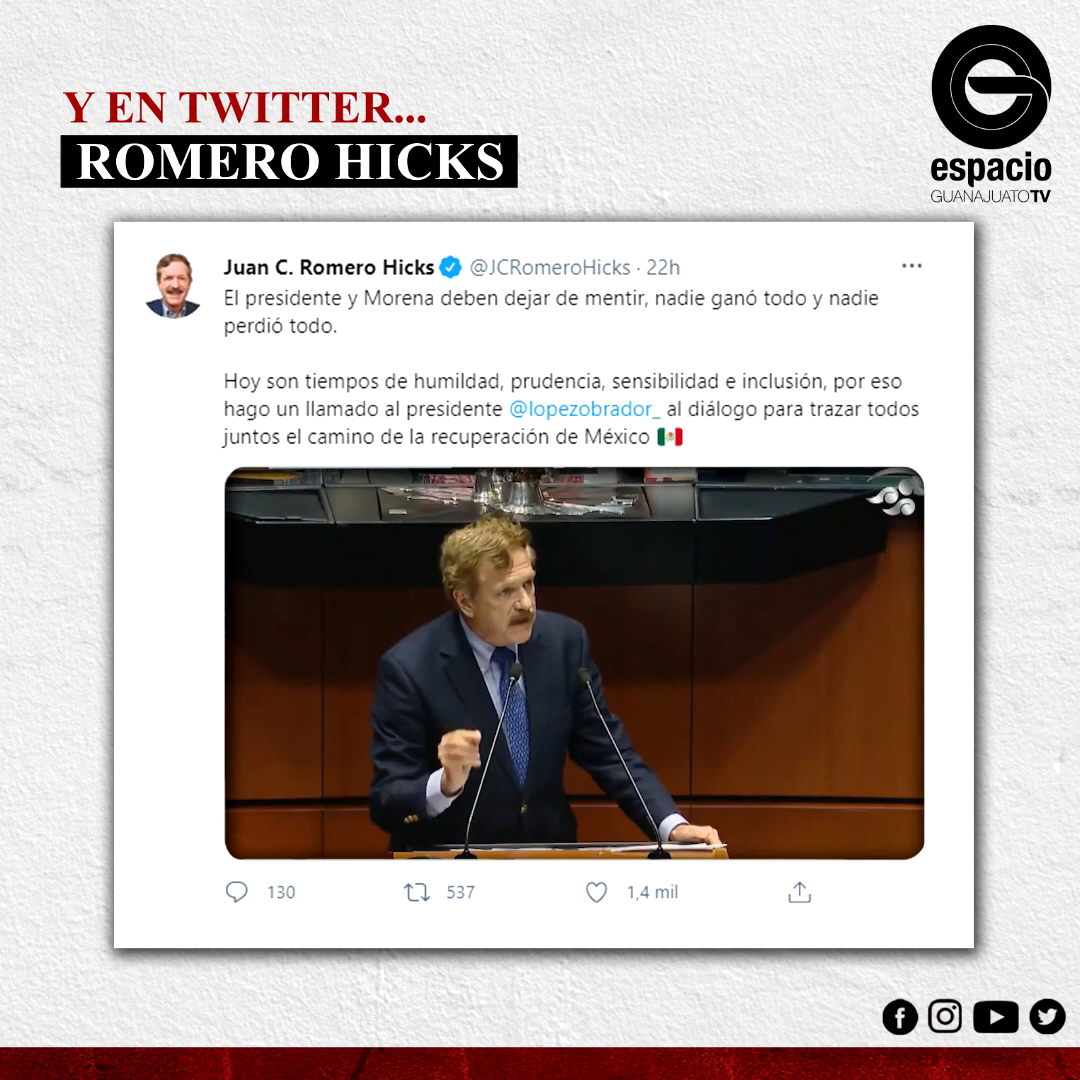 Y EN TWITTER...
ROMERO HICKS
espacio
GUANAJUATOTV
Juan C. Romero Hicks @JCRomeroHicks · 22h
El presidente y Morena deben dejar de mentir, nadie ganó todo y nadie
perdió todo.
Hoy son tiempos de humildad, prudencia, sensibilidad e inclusión, por eso
hago un llamado al presidente @lopezobrador_ al diálogo para trazar todos
juntos el camino de la recuperación de México 🇲🇽
130 537 1,4 mil